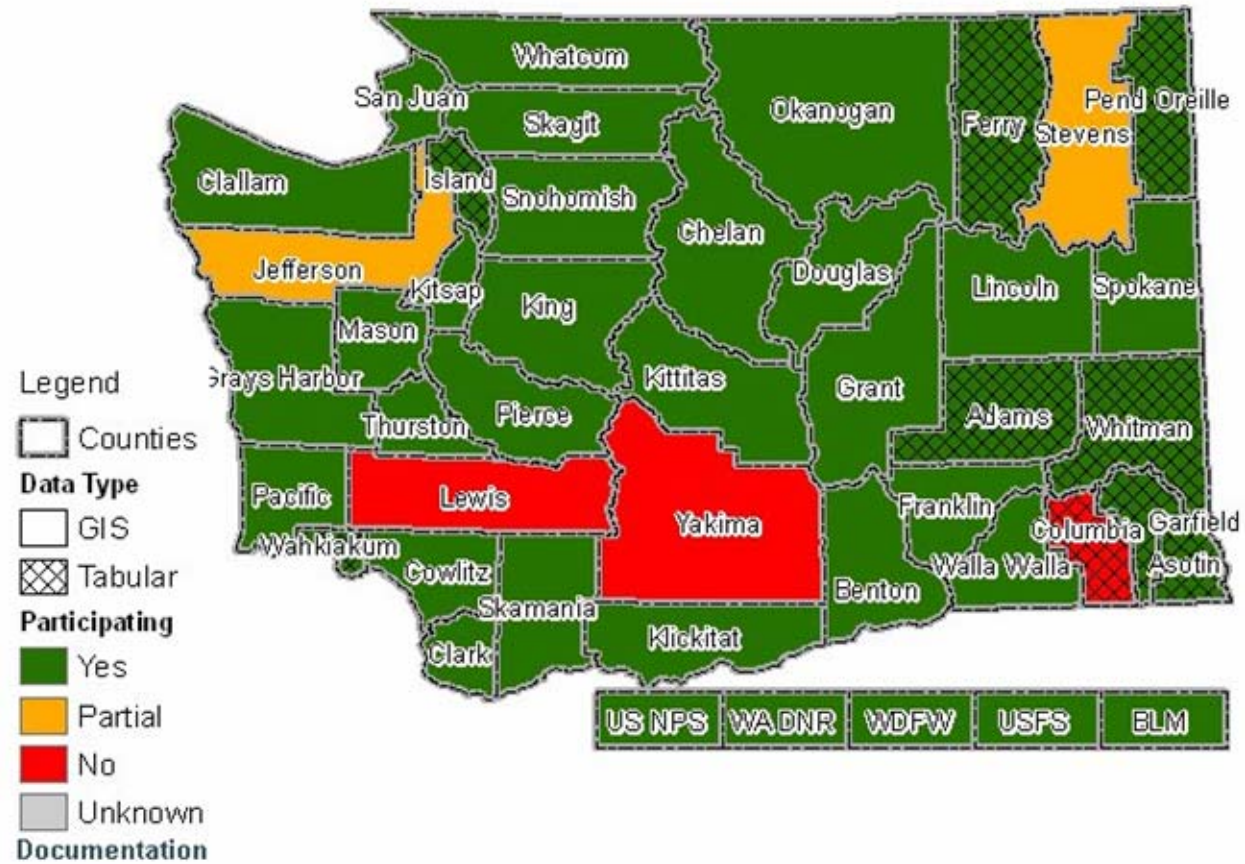 Whatcom
San Juan
Skagit
Okanogan
Ferry
Pend Oreille
Stevens
Clallam
Island
Snohomish
Chelan
Jefferson
Kitsap
Douglas
Lincoln
Spokane
King
Mason
Grays Harbor
Kittitas
Grant
Thurston
Pierce
Adams
Whitman
Pacific
Lewis
Yakima
Franklin
Columbia
Garfield
Wahkiakum
Cowlitz
Walla Walla
Asotin
Skamania
Benton
Clark
Klickitat
US NPS
WA DNR
WDFW
USFS
BLM
Legend
Counties
Data Type
GIS
Tabular
Participating
Yes
Partial
No
Unknown
Documentation